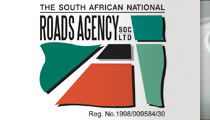 THE SOUTH AFRICAN NATIONAL
ROADS AGENCY SOC LTD
Reg. No.1998/009584/30